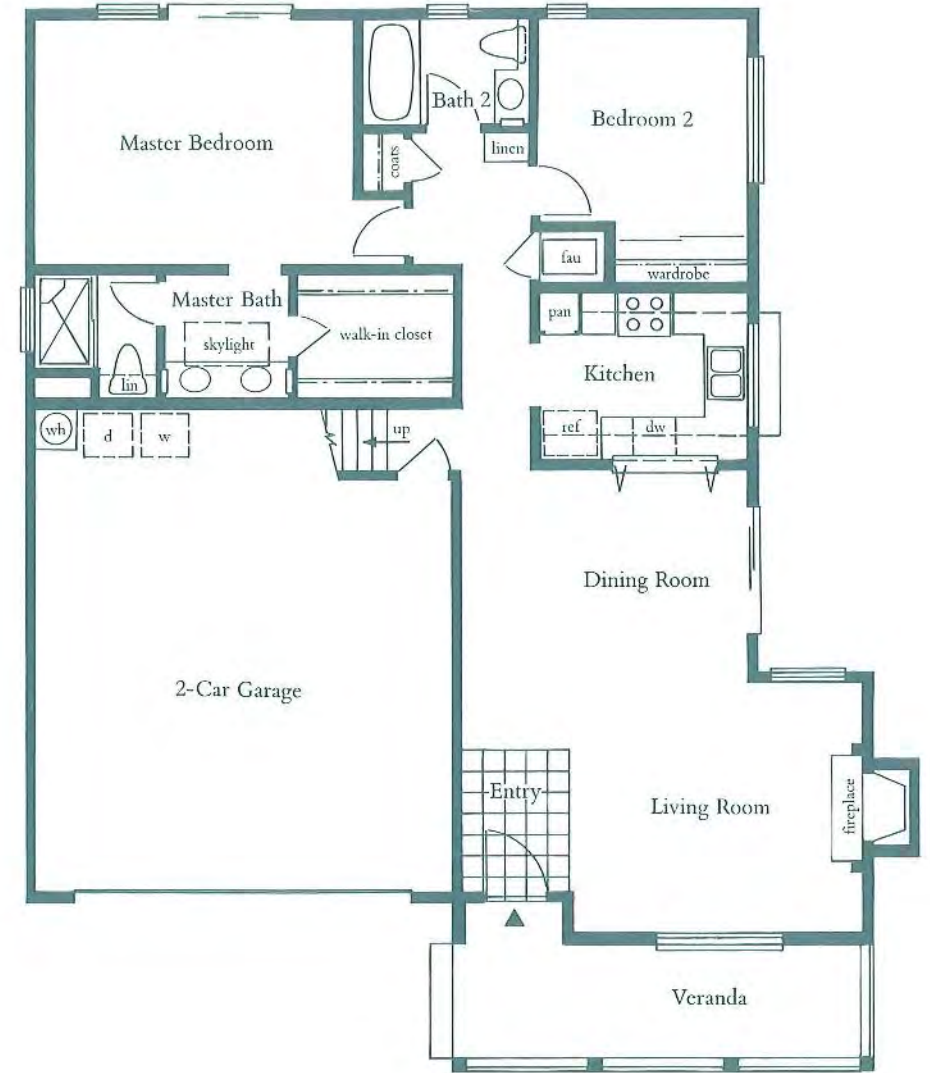 Master Bedroom
Bath 2
Bedroom 2
coats
linen
fau
wardrobe
Master Bath
skylight
walk-in closet
pan
Kitchen
lin
ref
dw
wh
d
w
up
Dining Room
2-Car Garage
Entry
Living Room
fireplace
Veranda